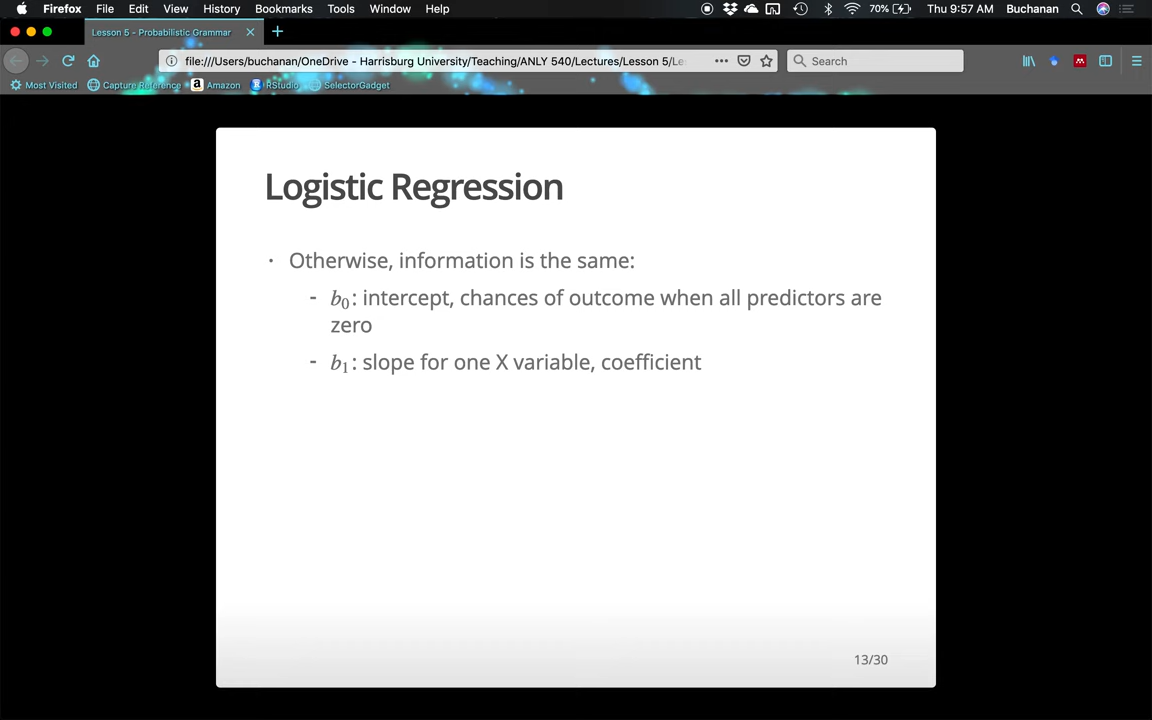 Firefox File Edit View History Bookmarks Tools Window Help 70% Thu 9:57 AM Buchanan
Lesson 5 - Probabilistic Grammar
file:///Users/buchanan/OneDrive - Harrisburg University/Teaching/ANLY 540/Lectures/Lesson 5/Le Search
Most Visited Capture Reference Amazon RStudio SelectorGadget
Logistic Regression
· Otherwise, information is the same:
- b0: intercept, chances of outcome when all predictors are
zero
- b1: slope for one X variable, coefficient
13/30